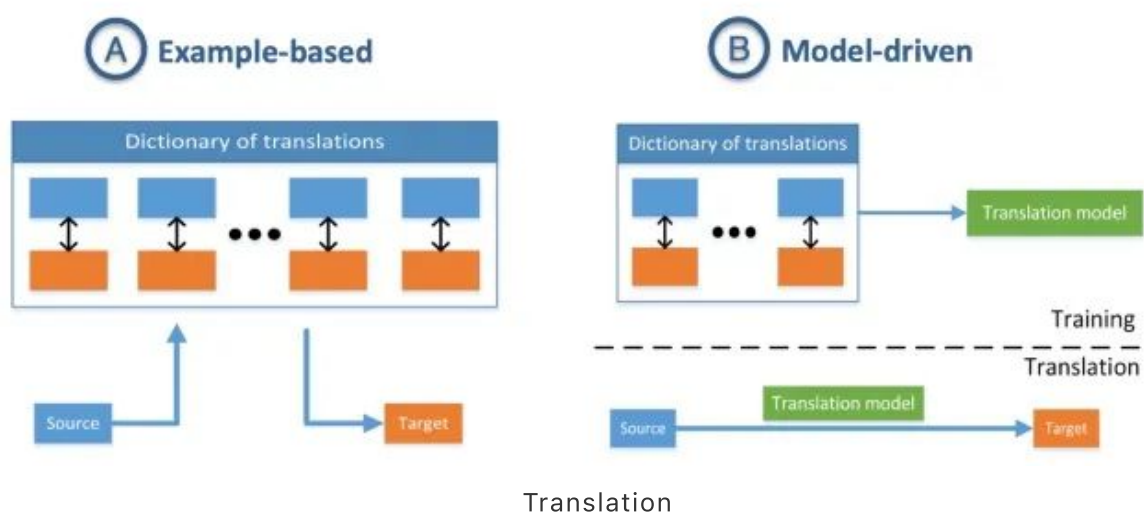 A Example-based
Dictionary of translations
Source
Target
B Model-driven
Dictionary of translations
Translation model
Training
Translation
Translation model
Source
Target
Translation